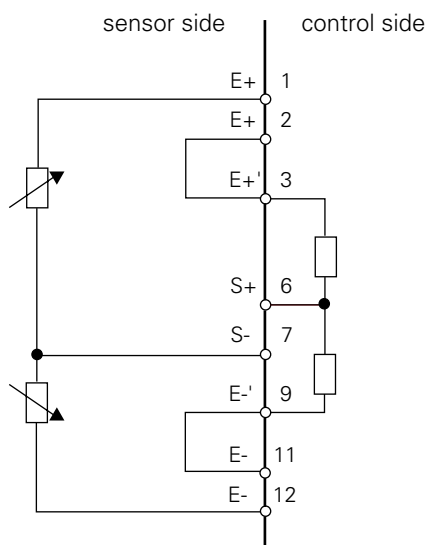 sensor side control side
E+ 1
E+ 2
E+' 3
S+ 6
S- 7
E-' 9
E- 11
E- 12